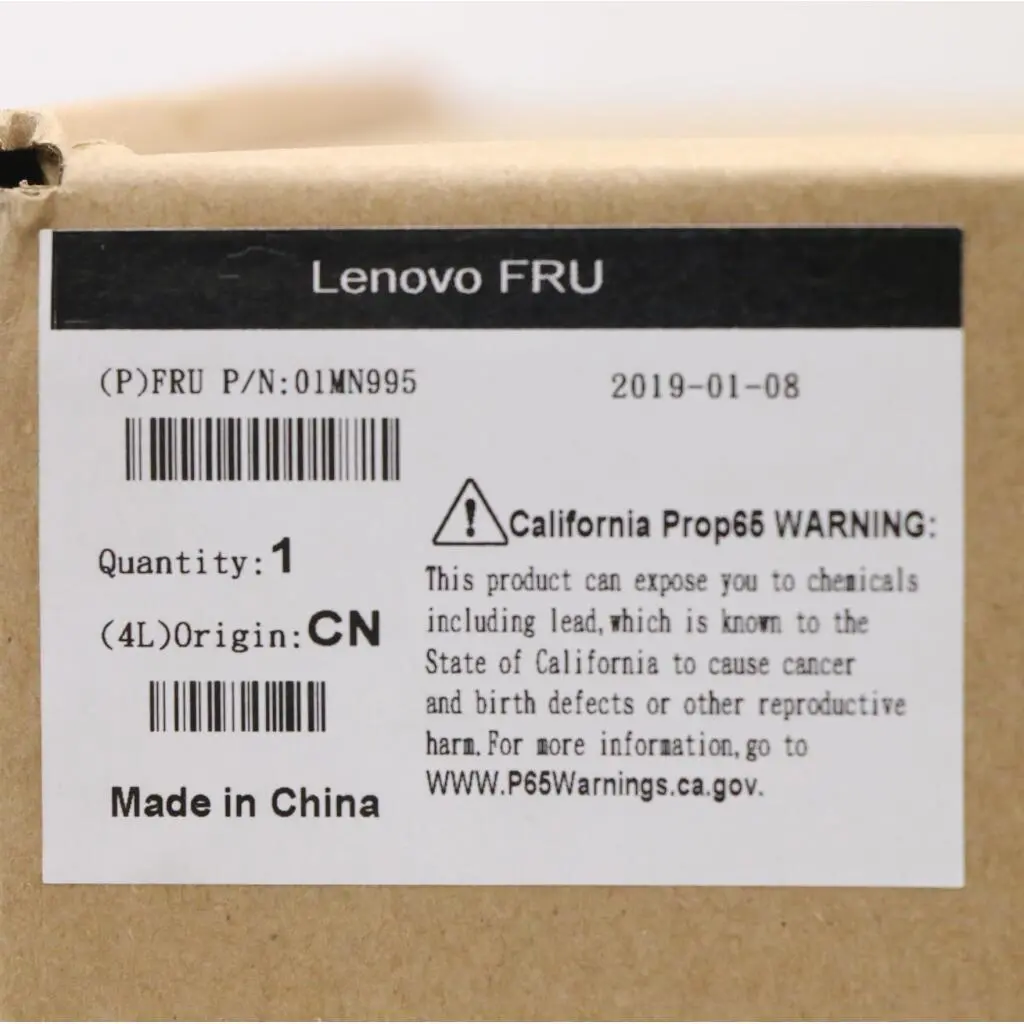 Lenovo FRU
(P)FRU P/N:01MN995
2019-01-08
Quantity:1
(4L)Origin:CN
Made in China
California Prop65 WARNING:
This product can expose you to chemicals
including lead,which is known to the
State of California to cause cancer
and birth defects or other reproductive
harm.For more information,go to
WWW.P65Warnings.ca.gov.